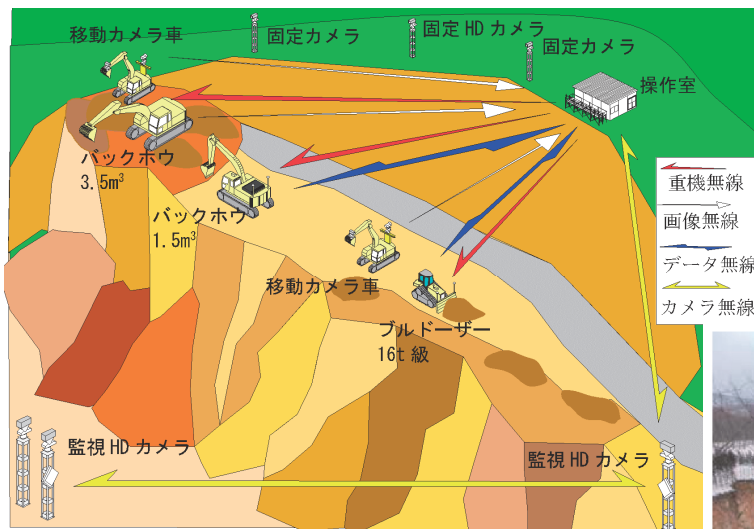 移動カメラ車
固定カメラ
固定HDカメラ
固定カメラ
操作室
バックホウ
3.5m³
バックホウ
1.5m³
移動カメラ車
ブルドーザー
16t級
監視HDカメラ
監視HDカメラ
重機無線
画像無線
データ無線
カメラ無線